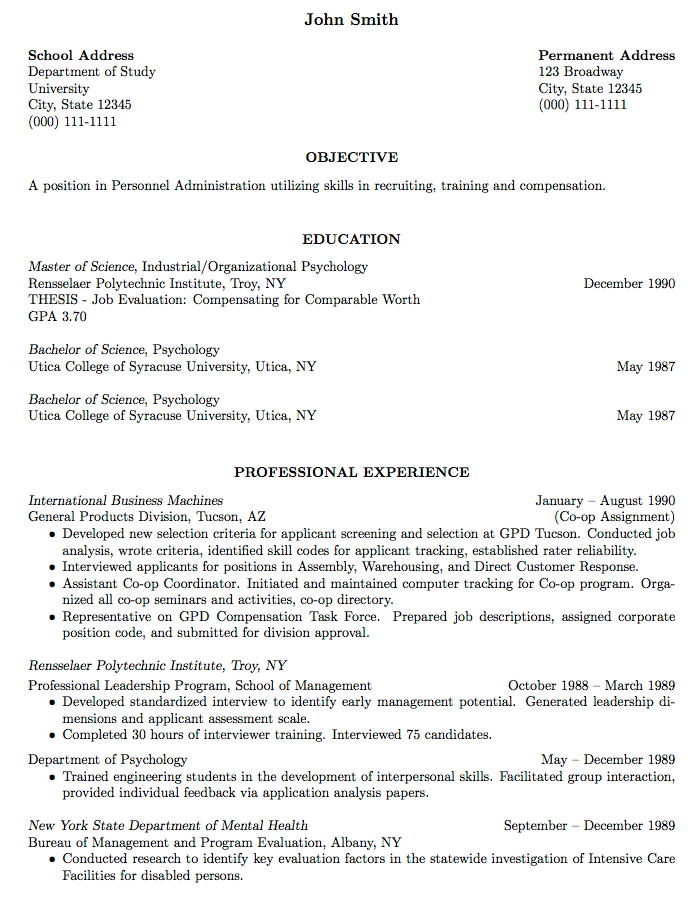 John Smith
School Address
Department of Study
University
City, State 12345
(000) 111-1111
Permanent Address
123 Broadway
City, State 12345
(000) 111-1111
OBJECTIVE
A position in Personnel Administration utilizing skills in recruiting, training and compensation.
EDUCATION
Master of Science, Industrial/Organizational Psychology
Rensselaer Polytechnic Institute, Troy, NY December 1990
THESIS - Job Evaluation: Compensating for Comparable Worth
GPA 3.70
Bachelor of Science, Psychology
Utica College of Syracuse University, Utica, NY May 1987
Bachelor of Science, Psychology
Utica College of Syracuse University, Utica, NY May 1987
PROFESSIONAL EXPERIENCE
International Business Machines January – August 1990
General Products Division, Tucson, AZ (Co-op Assignment)
• Developed new selection criteria for applicant screening and selection at GPD Tucson. Conducted job
analysis, wrote criteria, identified skill codes for applicant tracking, established rater reliability.
• Interviewed applicants for positions in Assembly, Warehousing, and Direct Customer Response.
• Assistant Co-op Coordinator. Initiated and maintained computer tracking for Co-op program. Orga-
nized all co-op seminars and activities, co-op directory.
• Representative on GPD Compensation Task Force. Prepared job descriptions, assigned corporate
position code, and submitted for division approval.
Rensselaer Polytechnic Institute, Troy, NY
Professional Leadership Program, School of Management October 1988 – March 1989
• Developed standardized interview to identify early management potential. Generated leadership di-
mensions and applicant assessment scale.
• Completed 30 hours of interviewer training. Interviewed 75 candidates.
Department of Psychology May – December 1989
• Trained engineering students in the development of interpersonal skills. Facilitated group interaction,
provided individual feedback via application analysis papers.
New York State Department of Mental Health September – December 1989
Bureau of Management and Program Evaluation, Albany, NY
• Conducted research to identify key evaluation factors in the statewide investigation of Intensive Care
Facilities for disabled persons.